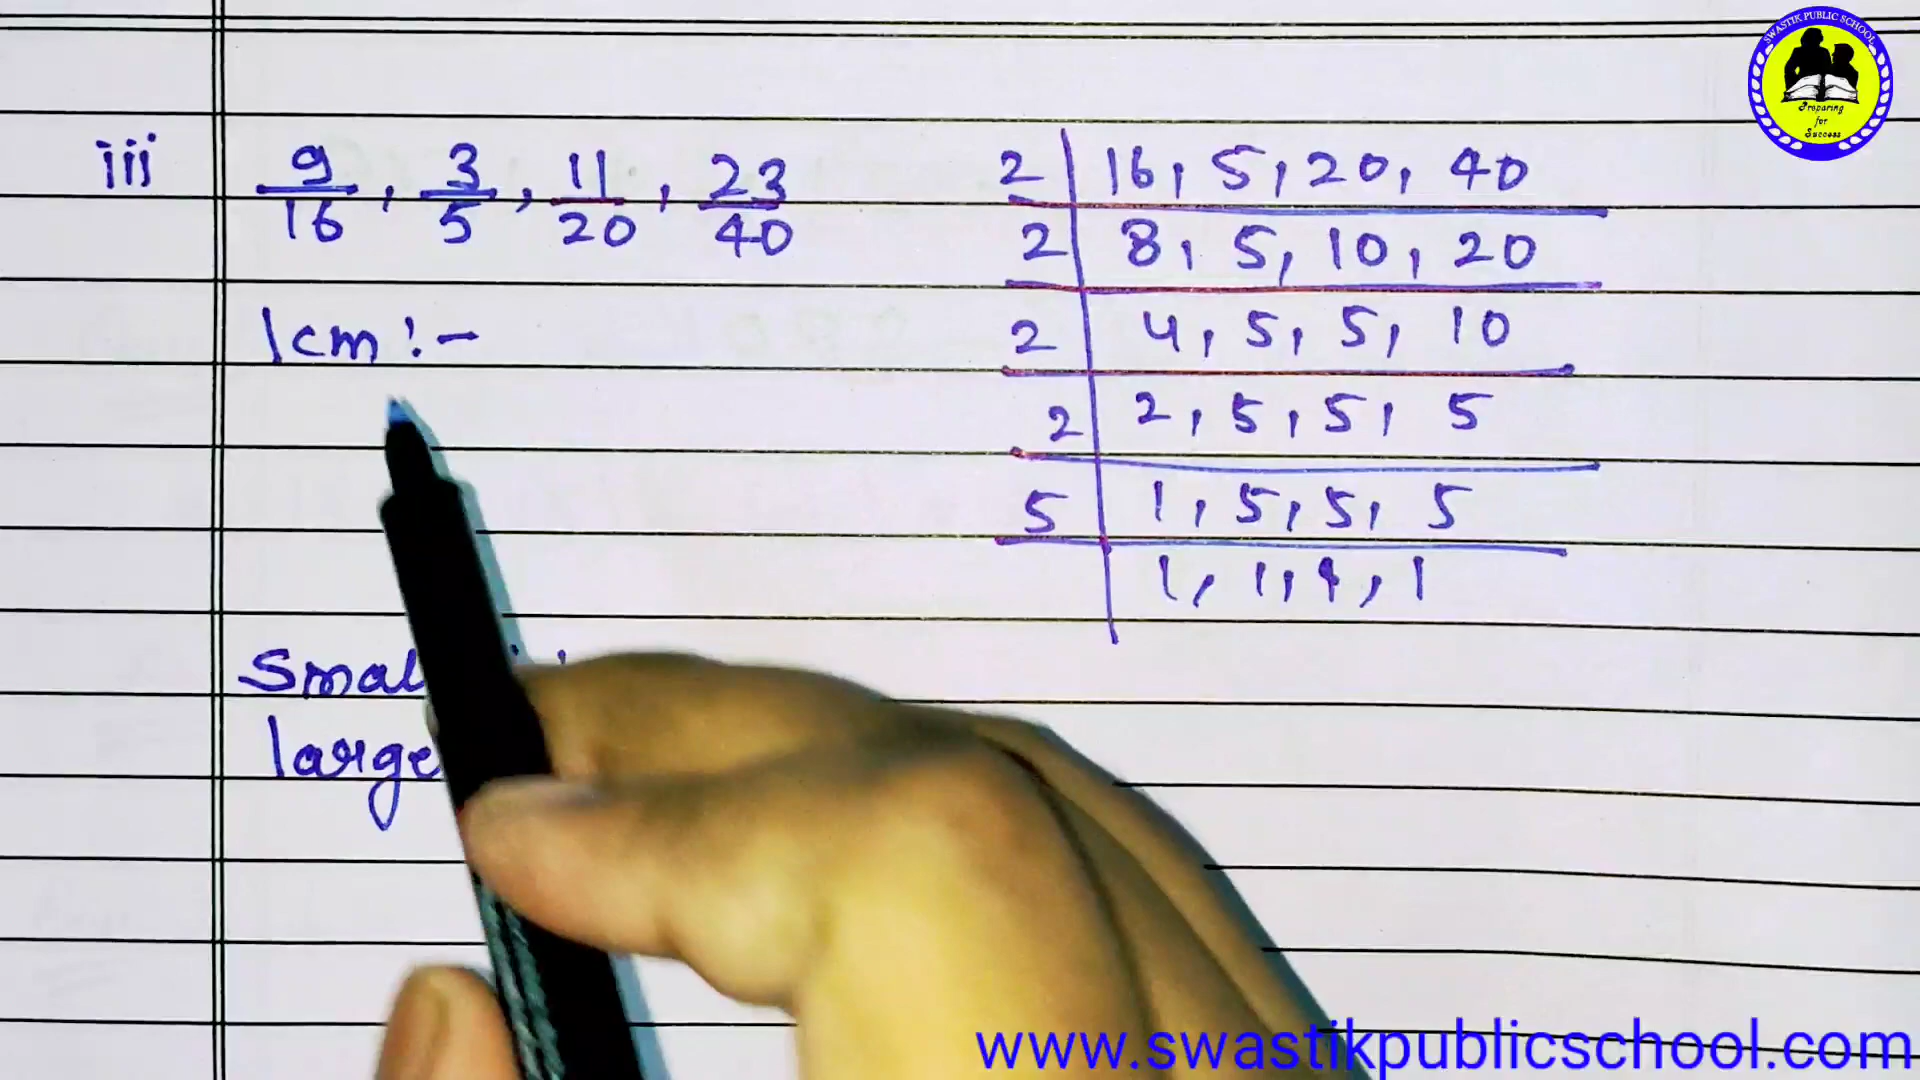 SWASTIK PUBLIC SCHOOL
Preparing
for
Success
iii 9/16 , 3/5 , 11/20 , 23/40
lcm :-
2 | 16, 5, 20, 40
2 | 8, 5, 10, 20
2 | 4, 5, 5, 10
2 | 2, 5, 5, 5
5 | 1, 5, 5, 5
1, 1, 1, 1
large
www.swastikpublicschool.com